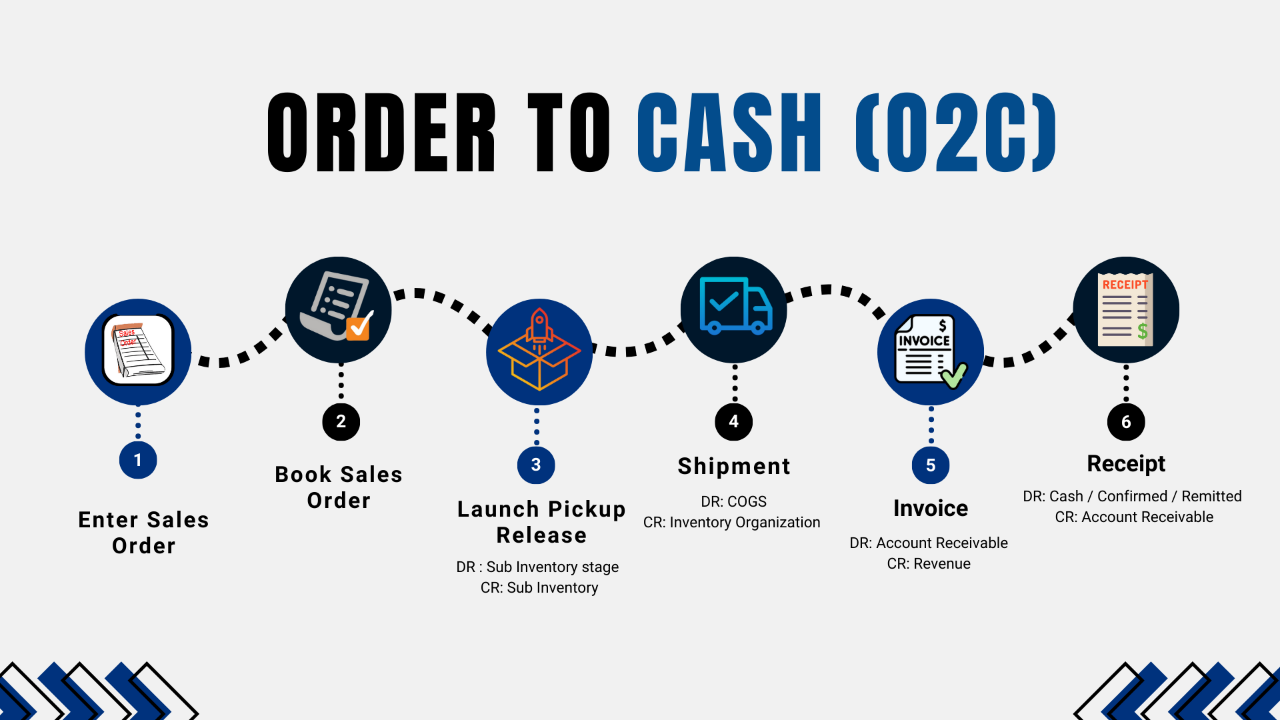 ORDER TO CASH (O2C)
Sales
Order
INVOICE
$
RECEIPT
$
1
Enter Sales
Order
2
Book Sales
Order
3
Launch Pickup
Release
DR : Sub Inventory stage
CR: Sub Inventory
4
Shipment
DR: COGS
CR: Inventory Organization
5
Invoice
DR: Account Receivable
CR: Revenue
6
Receipt
DR: Cash / Confirmed / Remitted
CR: Account Receivable